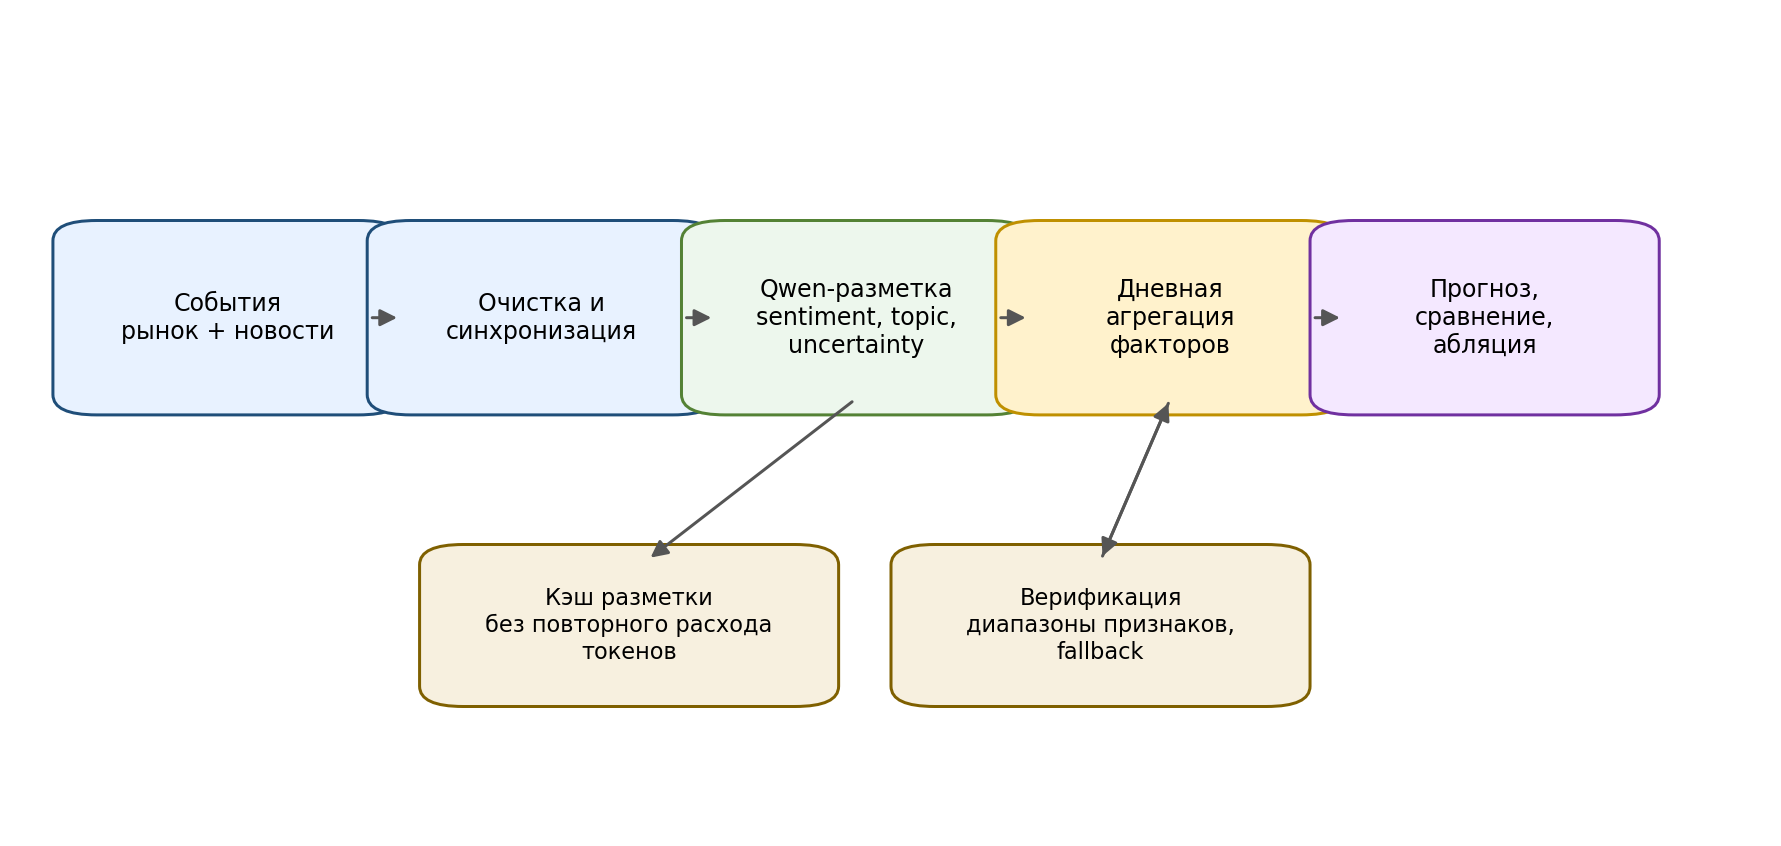 События
рынок + новости
Очистка и
синхронизация
Qwen-разметка
sentiment, topic,
uncertainty
Дневная
агрегация
факторов
Прогноз,
сравнение,
абляция
Кэш разметки
без повторного расхода
токенов
Верификация
диапазоны признаков,
fallback